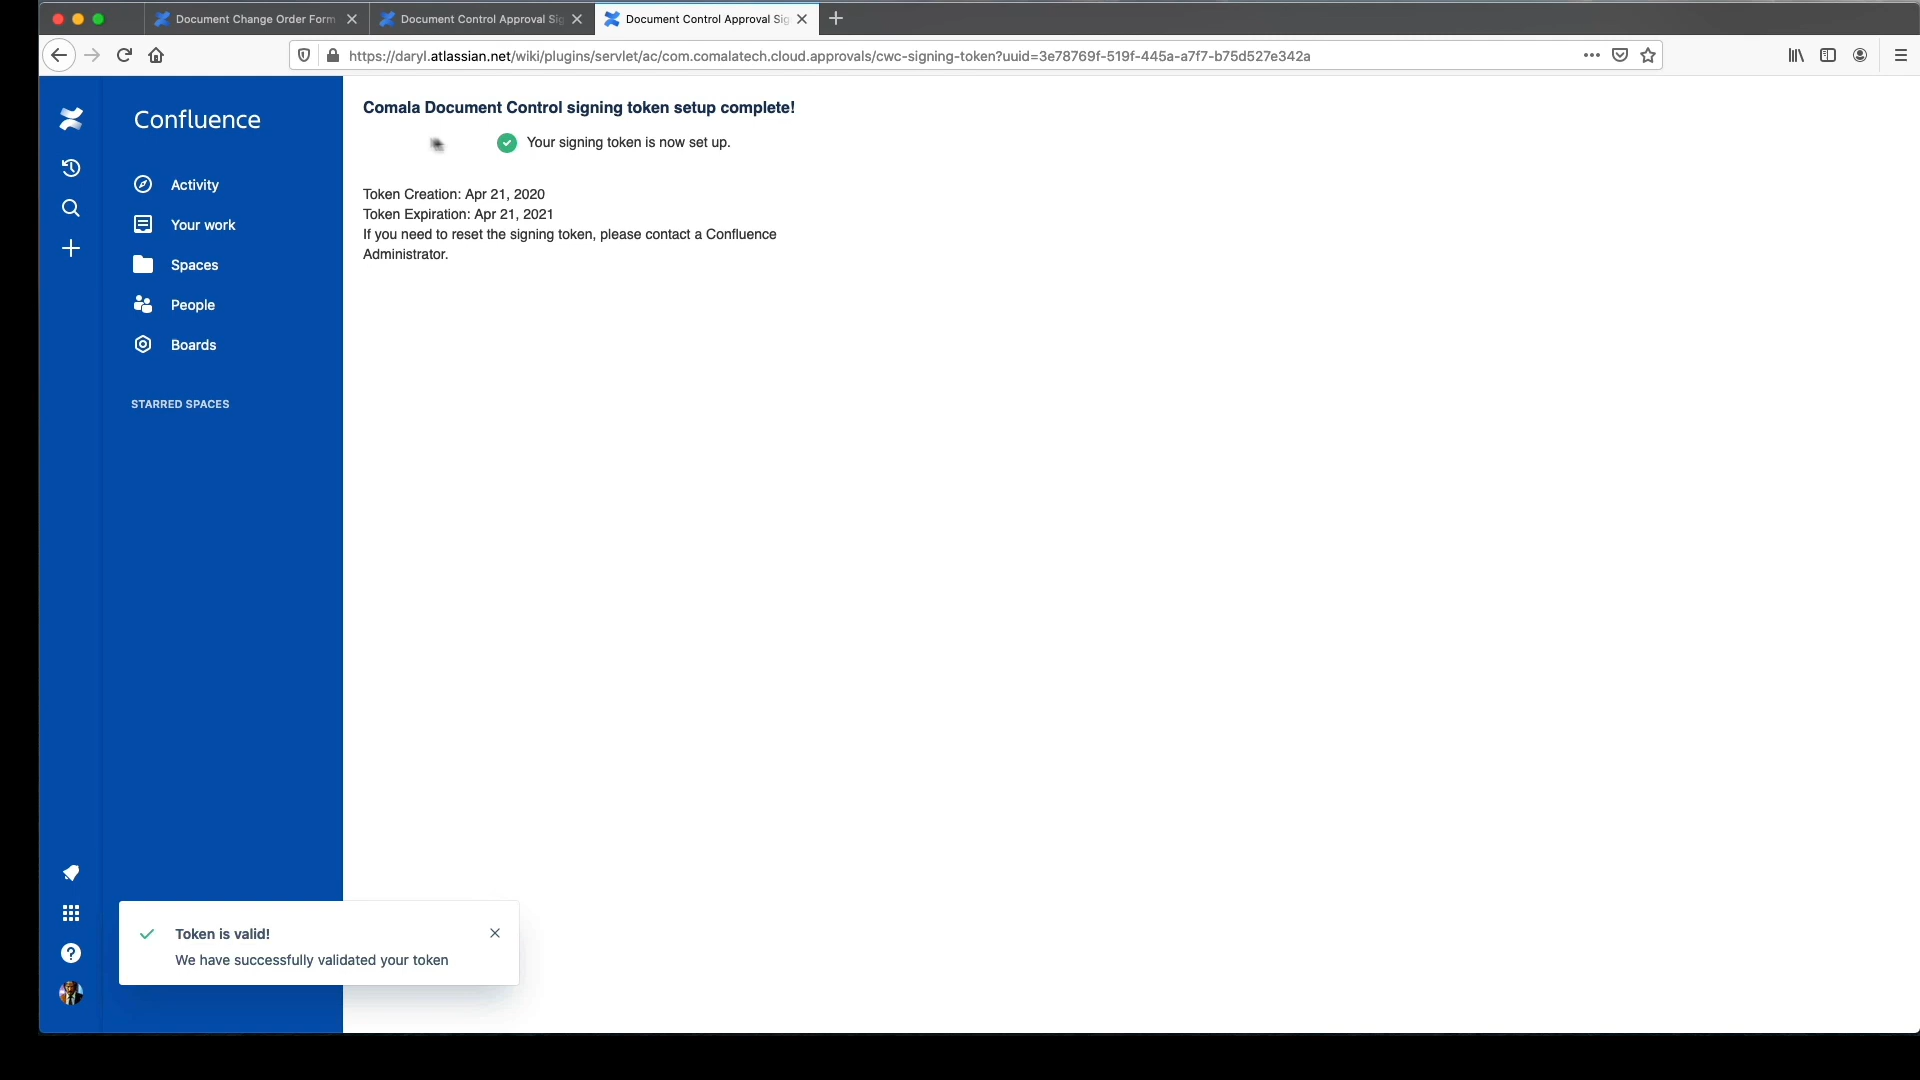 Document Change Order Form
Document Control Approval Sig
Document Control Approval Sig
https://daryl.atlassian.net/wiki/plugins/servlet/ac/com.comalatech.cloud.approvals/cwc-signing-token?uuid=3e78769f-519f-445a-a7f7-b75d527e342a
Confluence
Activity
Your work
Spaces
People
Boards
STARRED SPACES
Comala Document Control signing token setup complete!
Your signing token is now set up.
Token Creation: Apr 21, 2020
Token Expiration: Apr 21, 2021
If you need to reset the signing token, please contact a Confluence
Administrator.
Token is valid!
We have successfully validated your token